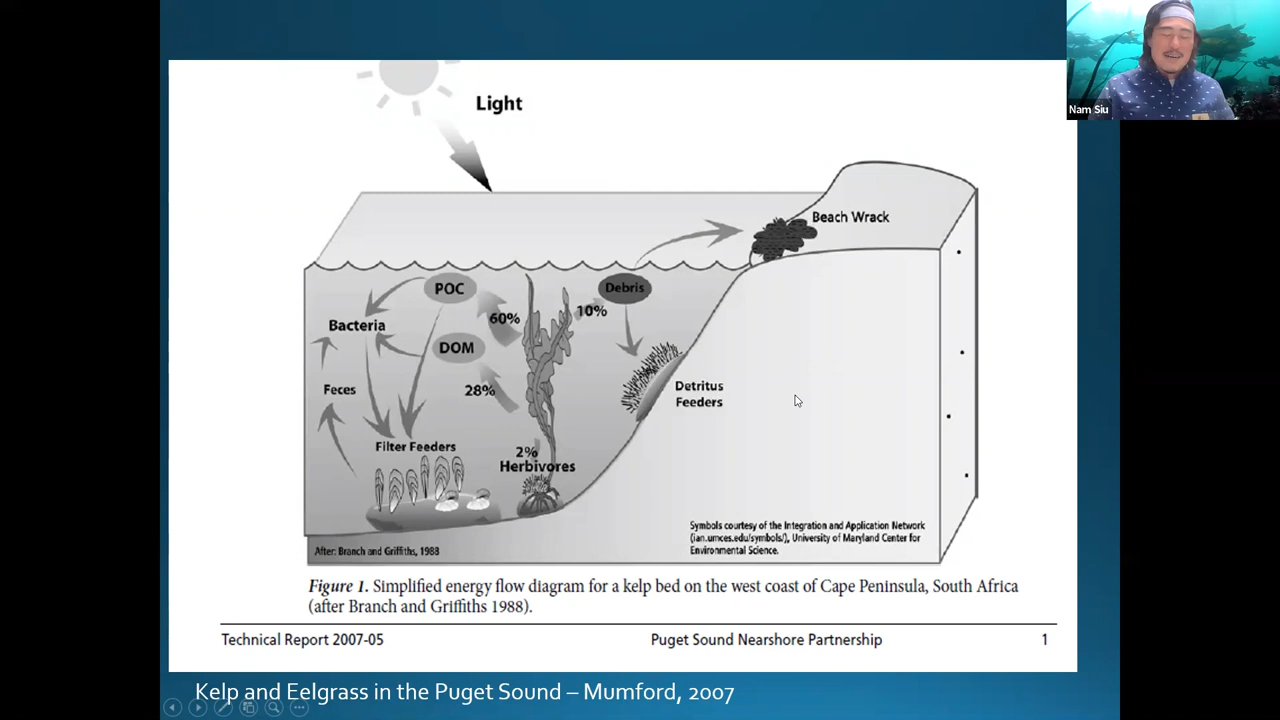 Nam Siu
Light
Beach Wrack
POC
Debris
60%
10%
Bacteria
DOM
28%
Feces
Detritus
Feeders
Filter Feeders
2%
Herbivores
Symbols courtesy of the Integration and Application Network
(ian.umces.edu/symbols/), University of Maryland Center for
Environmental Science.
After: Branch and Griffiths, 1988
Figure 1. Simplified energy flow diagram for a kelp bed on the west coast of Cape Peninsula, South Africa
(after Branch and Griffiths 1988).
Technical Report 2007-05
Puget Sound Nearshore Partnership
1
Kelp and Eelgrass in the Puget Sound – Mumford, 2007